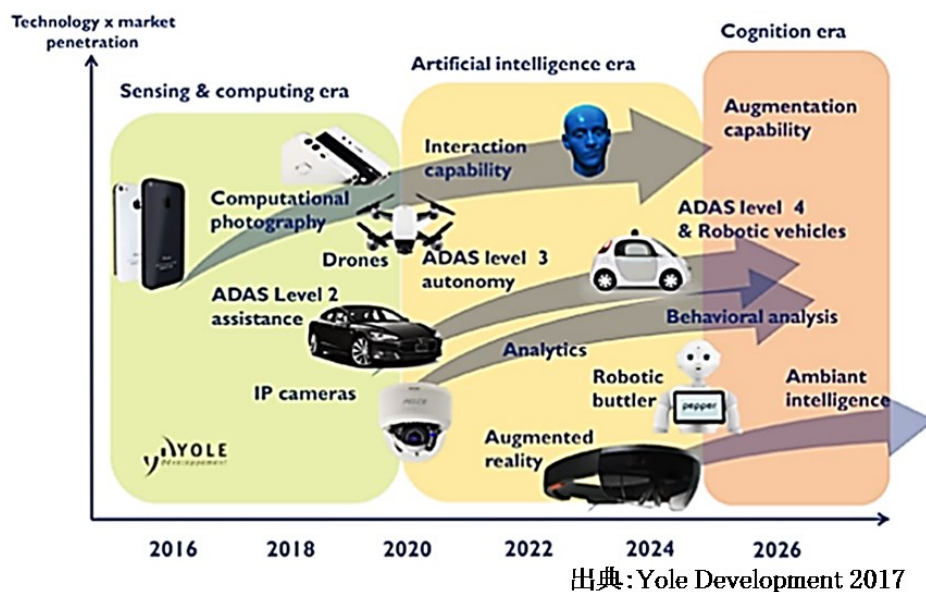 Technology x market
penetration
Cognition era
Artificial intelligence era
Sensing & computing era
Augmentation
capability
Interaction
capability
Computational
photography
ADAS level 4
& Robotic vehicles
Drones
ADAS level 3
autonomy
ADAS Level 2
assistance
Behavioral analysis
Analytics
IP cameras
Robotic
buttler
pepper
Ambiant
intelligence
Augmented
reality
YOLE
Développement
2016
2018
2020
2022
2024
2026
出典:Yole Development 2017